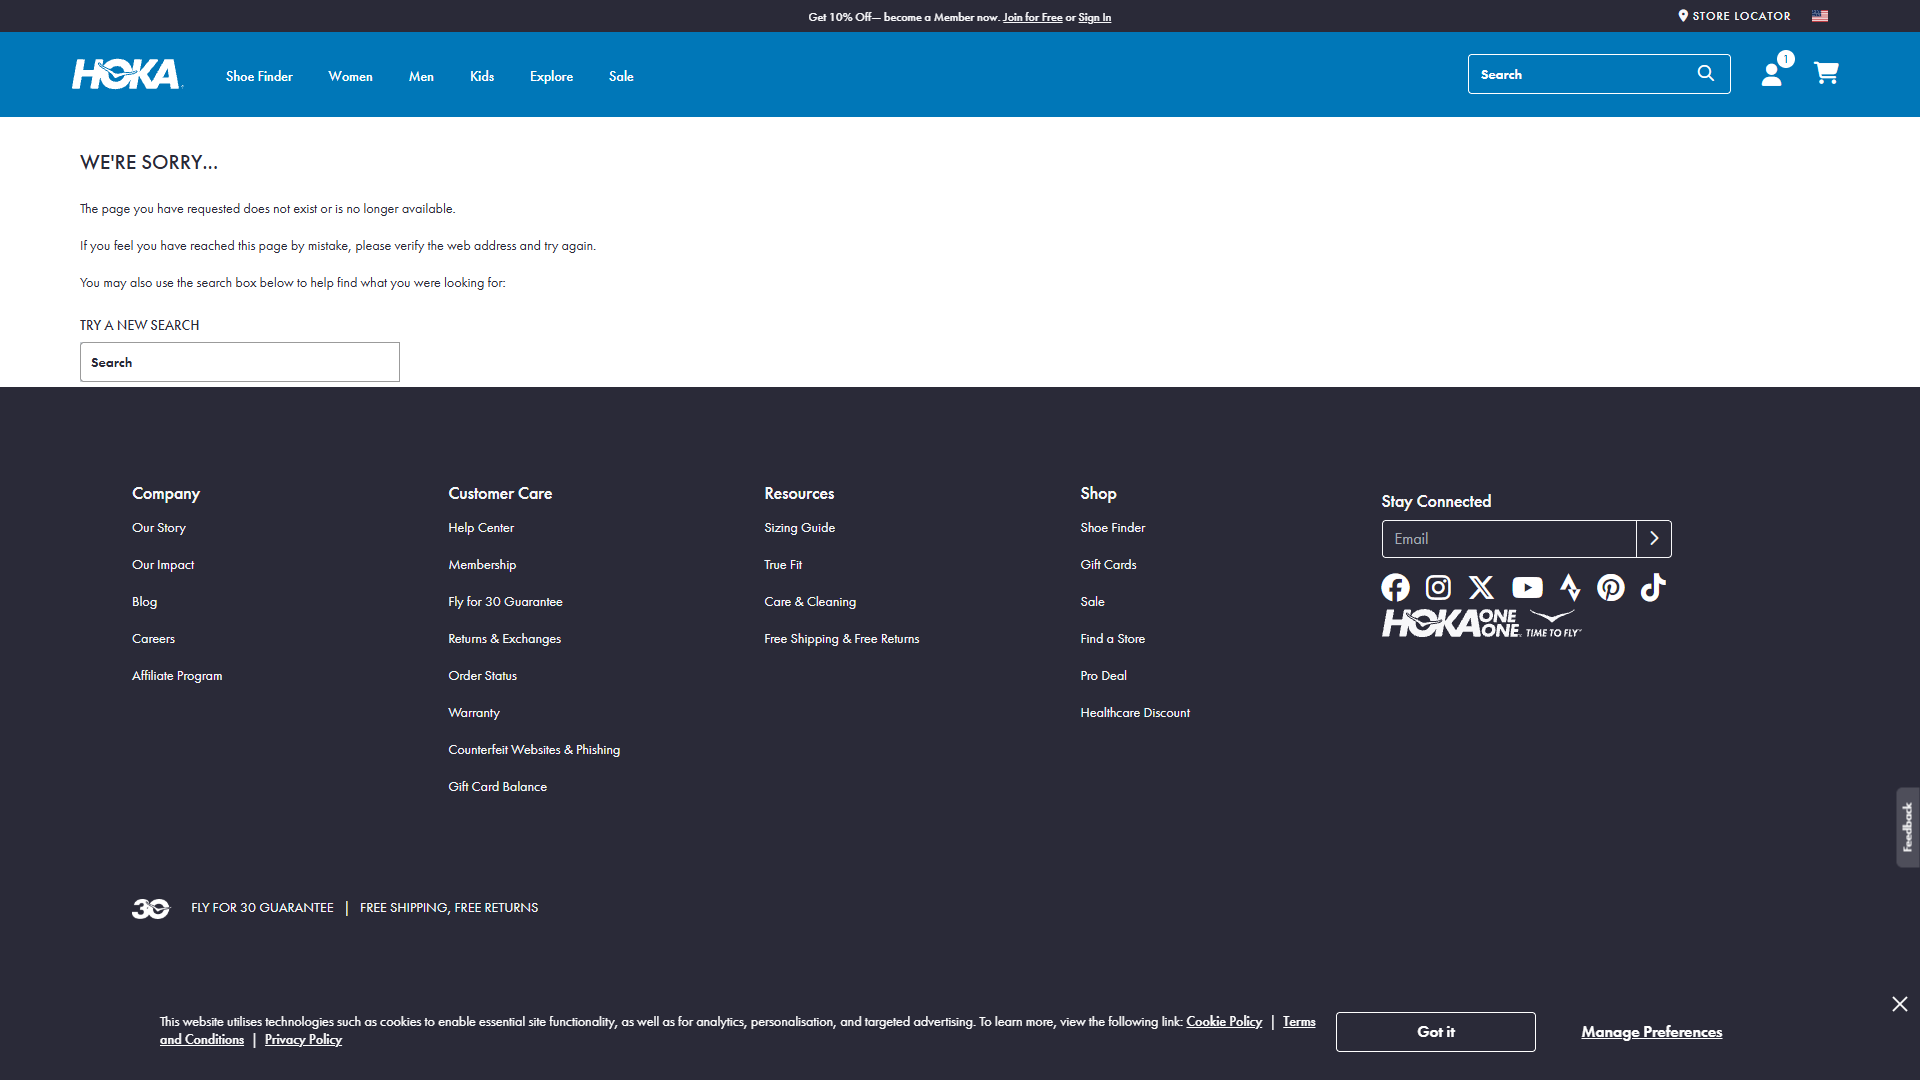 Get 10% Off— become a Member now. Join for Free or Sign In
STORE LOCATOR
HOKA
Shoe Finder
Women
Men
Kids
Explore
Sale
Search
1
WE'RE SORRY...
The page you have requested does not exist or is no longer available.
If you feel you have reached this page by mistake, please verify the web address and try again.
You may also use the search box below to help find what you were looking for:
TRY A NEW SEARCH
Search
Company
Our Story
Our Impact
Blog
Careers
Affiliate Program
Customer Care
Help Center
Membership
Fly for 30 Guarantee
Returns & Exchanges
Order Status
Warranty
Counterfeit Websites & Phishing
Gift Card Balance
Resources
Sizing Guide
True Fit
Care & Cleaning
Free Shipping & Free Returns
Shop
Shoe Finder
Gift Cards
Sale
Find a Store
Pro Deal
Healthcare Discount
Stay Connected
Email
HOKA ONE ONE TIME TO FLY
Feedback
30 FLY FOR 30 GUARANTEE | FREE SHIPPING, FREE RETURNS
This website utilises technologies such as cookies to enable essential site functionality, as well as for analytics, personalisation, and targeted advertising. To learn more, view the following link: Cookie Policy | Terms
and Conditions | Privacy Policy
Got it
Manage Preferences